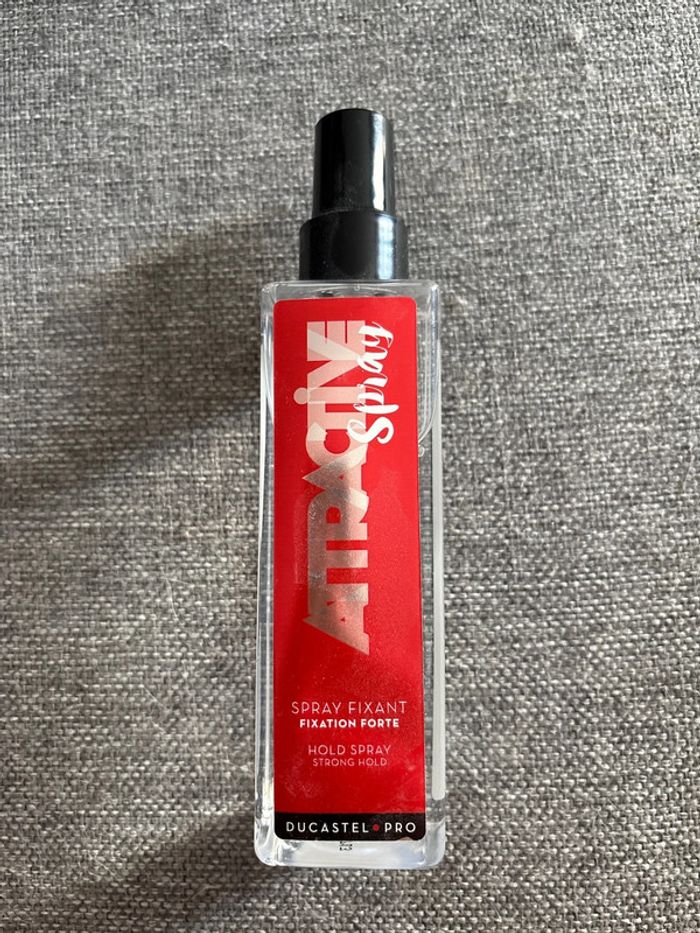 ATTRACTIVE
Spray
SPRAY FIXANT
FIXATION FORTE
HOLD SPRAY
STRONG HOLD
DUCASTEL • PRO